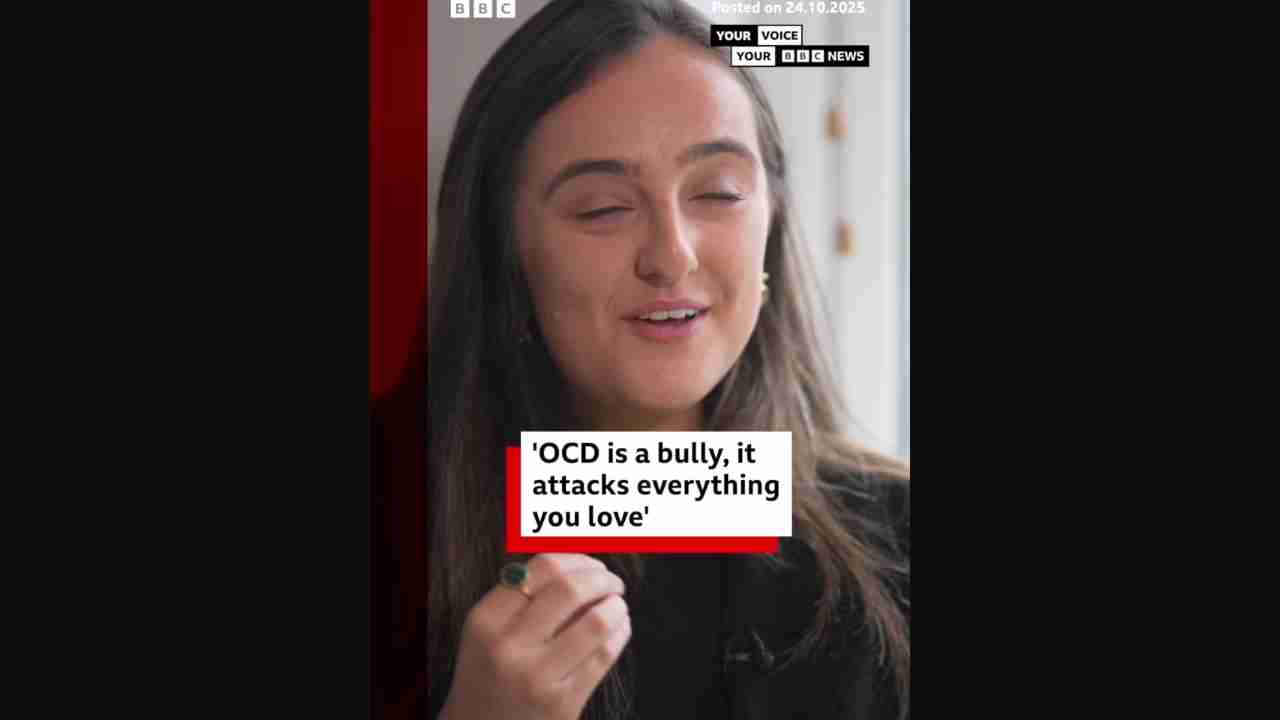 BBC
Posted on 24.10.2025
YOUR VOICE
YOUR BBC NEWS
'OCD is a bully, it
attacks everything
you love'